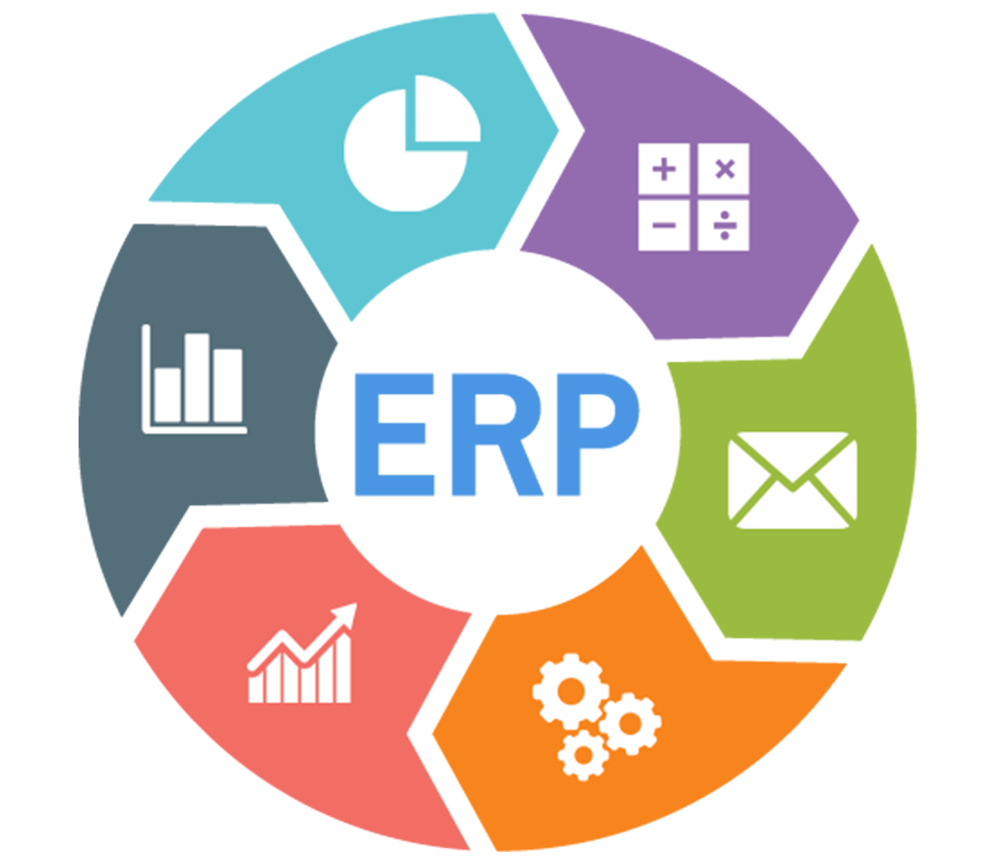 + ×
− ÷
ERP